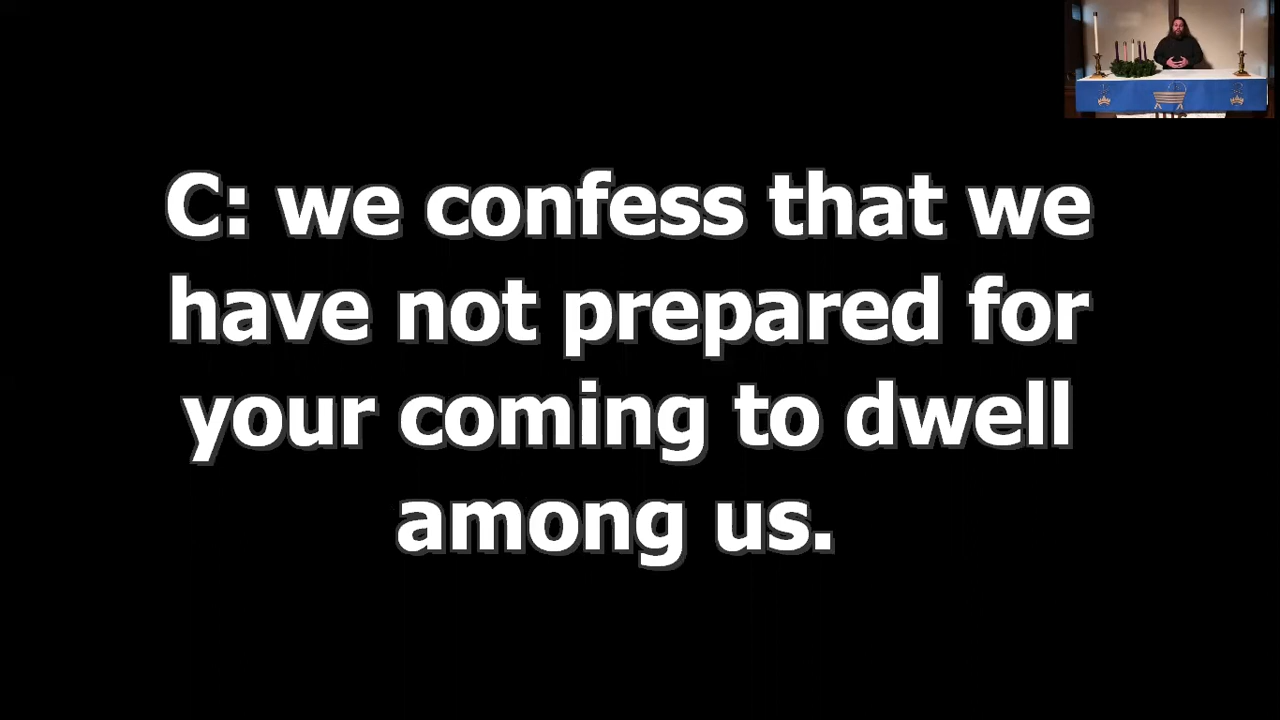 C: we confess that we
have not prepared for
your coming to dwell
among us.